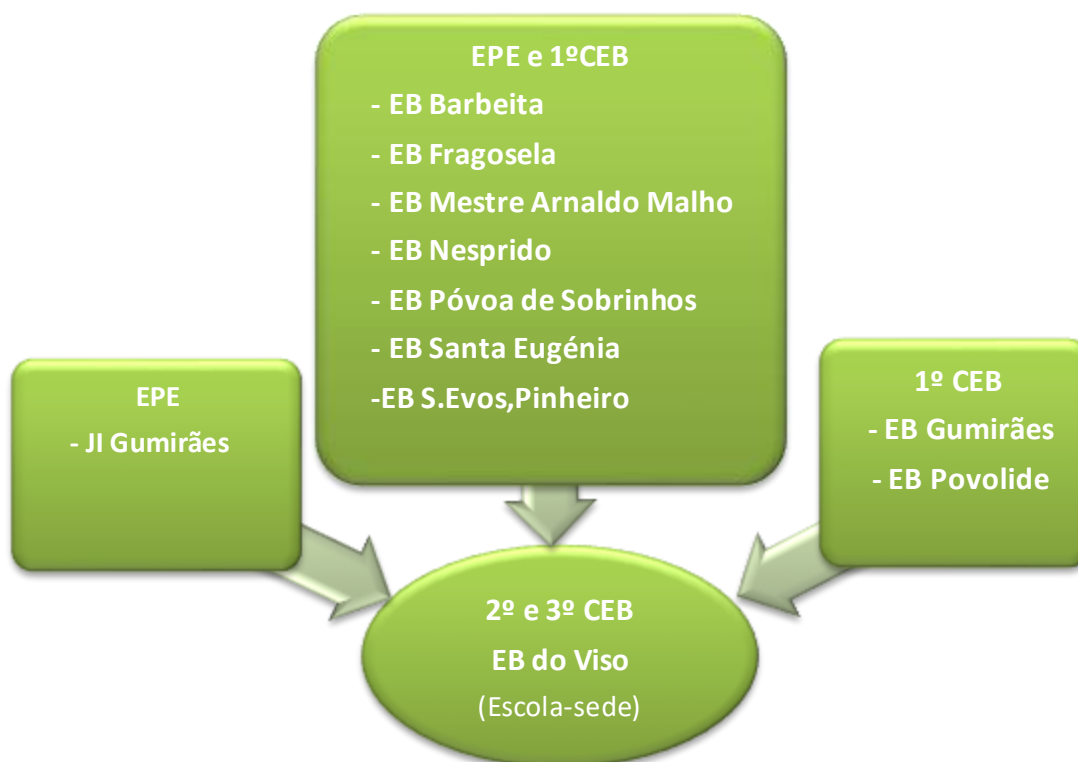 EPE e 1ºCEB
- EB Barbeita
- EB Fragosela
- EB Mestre Arnaldo Malho
- EB Nesprido
- EB Póvoa de Sobrinhos
- EB Santa Eugénia
-EB S.Evos,Pinheiro
EPE
- JI Gumirães
1º CEB
- EB Gumirães
- EB Povolide
2º e 3º CEB
EB do Viso
(Escola-sede)